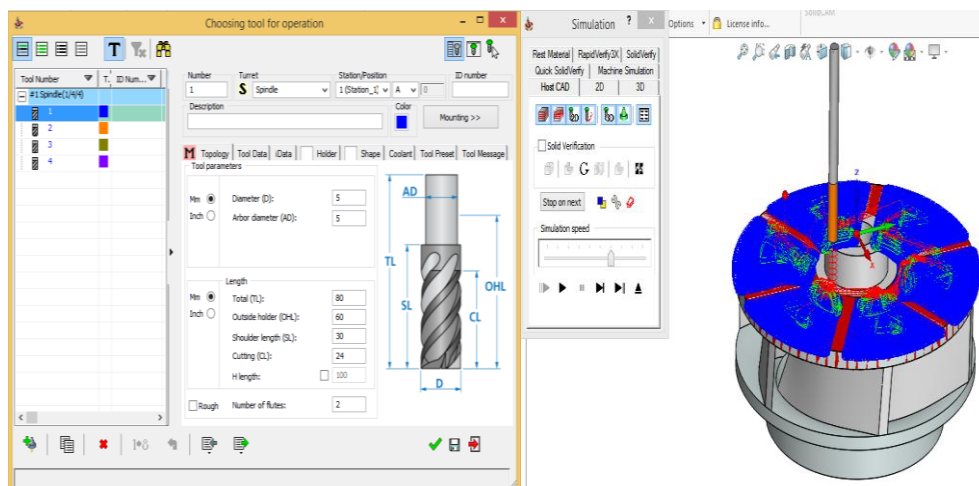 Choosing tool for operation
Tool Number
T.
ID Num...
#1 Spindle(1/4/4)
1
2
3
4
Number
Turret
Station/Position
ID number
1
S Spindle
1 (Station_1)
A
0
Description
Color
Mounting >>
M Topology
Tool Data
iData
Holder
Shape
Coolant
Tool Preset
Tool Message
Tool parameters
Mm
Inch
Diameter (D):
5
Arbor diameter (AD):
5
Length
Mm
Inch
Total (TL):
80
Outside holder (OHL):
60
Shoulder length (SL):
30
Cutting (CL):
24
H length:
100
Rough
Number of flutes:
2
AD
TL
OHL
SL
CL
D
Simulation
Rest Material
RapidVerify3X
SolidVerify
Quick SolidVerify
Machine Simulation
Host CAD
2D
3D
Solid Verification
Stop on next
Simulation speed
Options
License info...
SolidCAM
Z